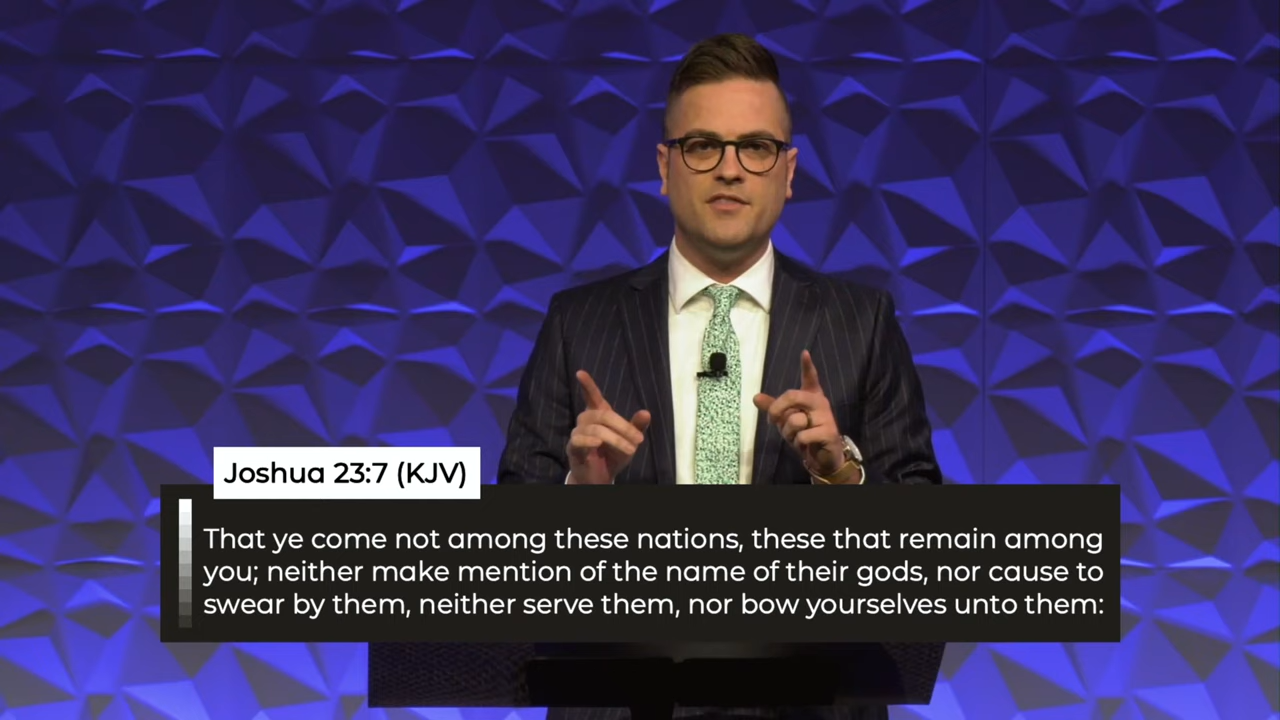 Joshua 23:7 (KJV)
That ye come not among these nations, these that remain among
you; neither make mention of the name of their gods, nor cause to
swear by them, neither serve them, nor bow yourselves unto them: